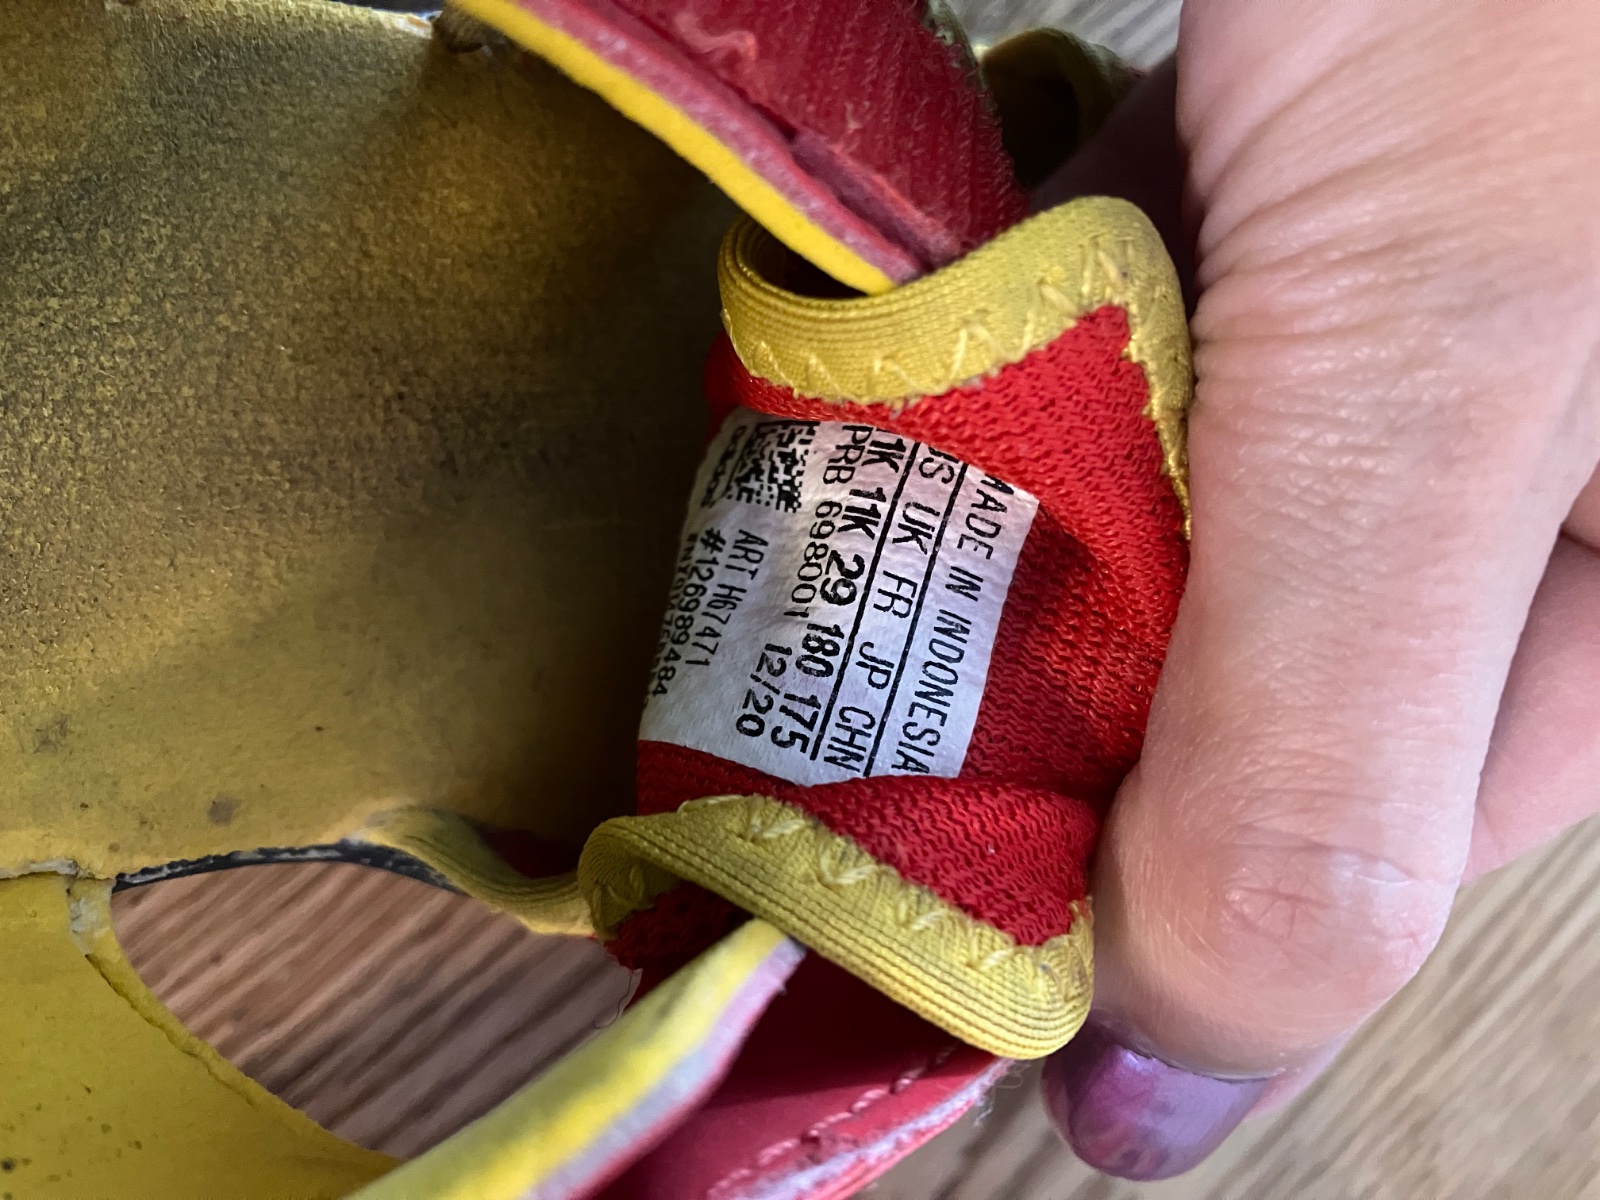 MADE IN INDONESIA
US UK FR JP CHN
11K 11K 29 180 175
PRB 698001 12/20
ART H67471
#126989484